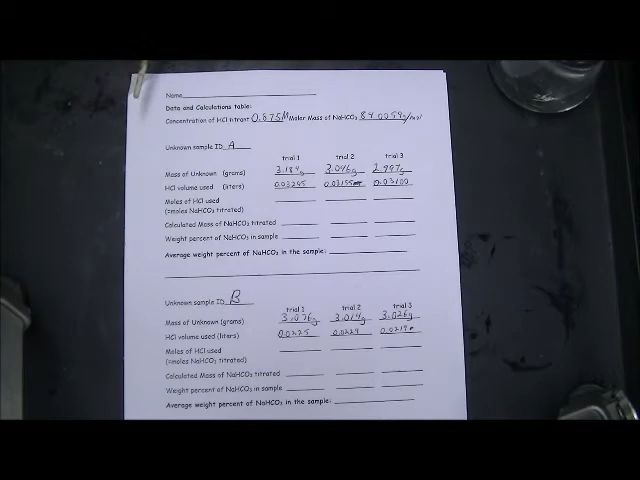 Name
Data and Calculations table:
Concentration of HCl titrant 0.875M Molar Mass of NaHCO3 84.0059g/mol
Unknown sample ID A
trial 1 trial 2 trial 3
Mass of Unknown (grams) 3.184g 3.046g 2.997g
HCl volume used (liters) 0.03295 0.03155 0.03100
Moles of HCl used
(=moles NaHCO3 titrated)
Calculated Mass of NaHCO3 titrated
Weight percent of NaHCO3 in sample
Average weight percent of NaHCO3 in the sample:
Unknown sample ID B
trial 1 trial 2 trial 3
Mass of Unknown (grams) 3.076g 3.014g 3.026g
HCl volume used (liters) 0.0225 0.0224
Moles of HCl used
(=moles NaHCO3 titrated)
Calculated Mass of NaHCO3 titrated
Weight percent of NaHCO3 in sample
Average weight percent of NaHCO3 in the sample: